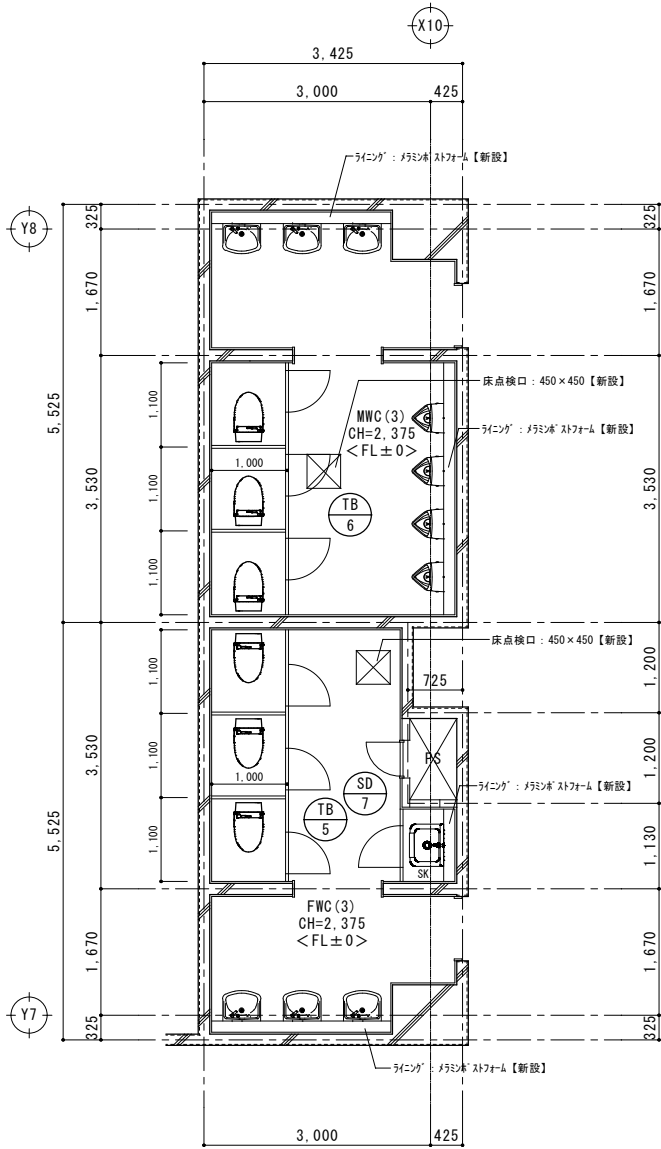 X10
3,425
3,000
425
ﾗｲﾆﾝｸﾞ：ﾒﾗﾐﾝﾎﾟｽﾄﾌｫｰﾑ【新設】
Y8
325
325
1,670
1,670
床点検口：450×450【新設】
1,100
MWC(3)
CH=2,375
＜FL±0＞
ﾗｲﾆﾝｸﾞ：ﾒﾗﾐﾝﾎﾟｽﾄﾌｫｰﾑ【新設】
5,525
3,530
1,100
1,000
3,530
TB
6
1,100
床点検口：450×450【新設】
1,100
725
1,200
3,530
1,100
PS
1,200
1,000
SD
7
ﾗｲﾆﾝｸﾞ：ﾒﾗﾐﾝﾎﾟｽﾄﾌｫｰﾑ【新設】
TB
5
5,525
1,100
1,130
SK
FWC(3)
CH=2,375
＜FL±0＞
1,670
1,670
Y7
325
325
ﾗｲﾆﾝｸﾞ：ﾒﾗﾐﾝﾎﾟｽﾄﾌｫｰﾑ【新設】
3,000
425